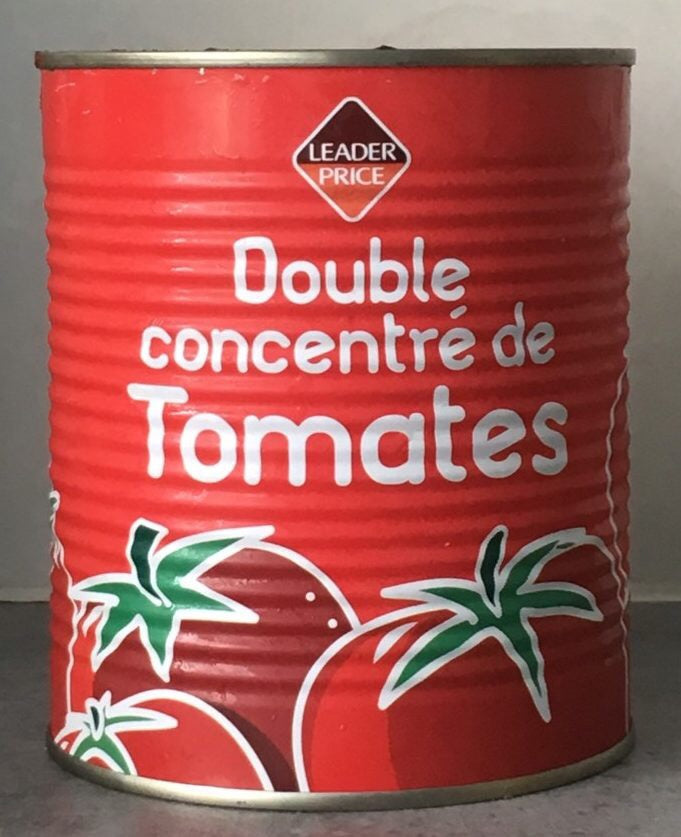 LEADER
PRICE
Double
concentré de
Tomates